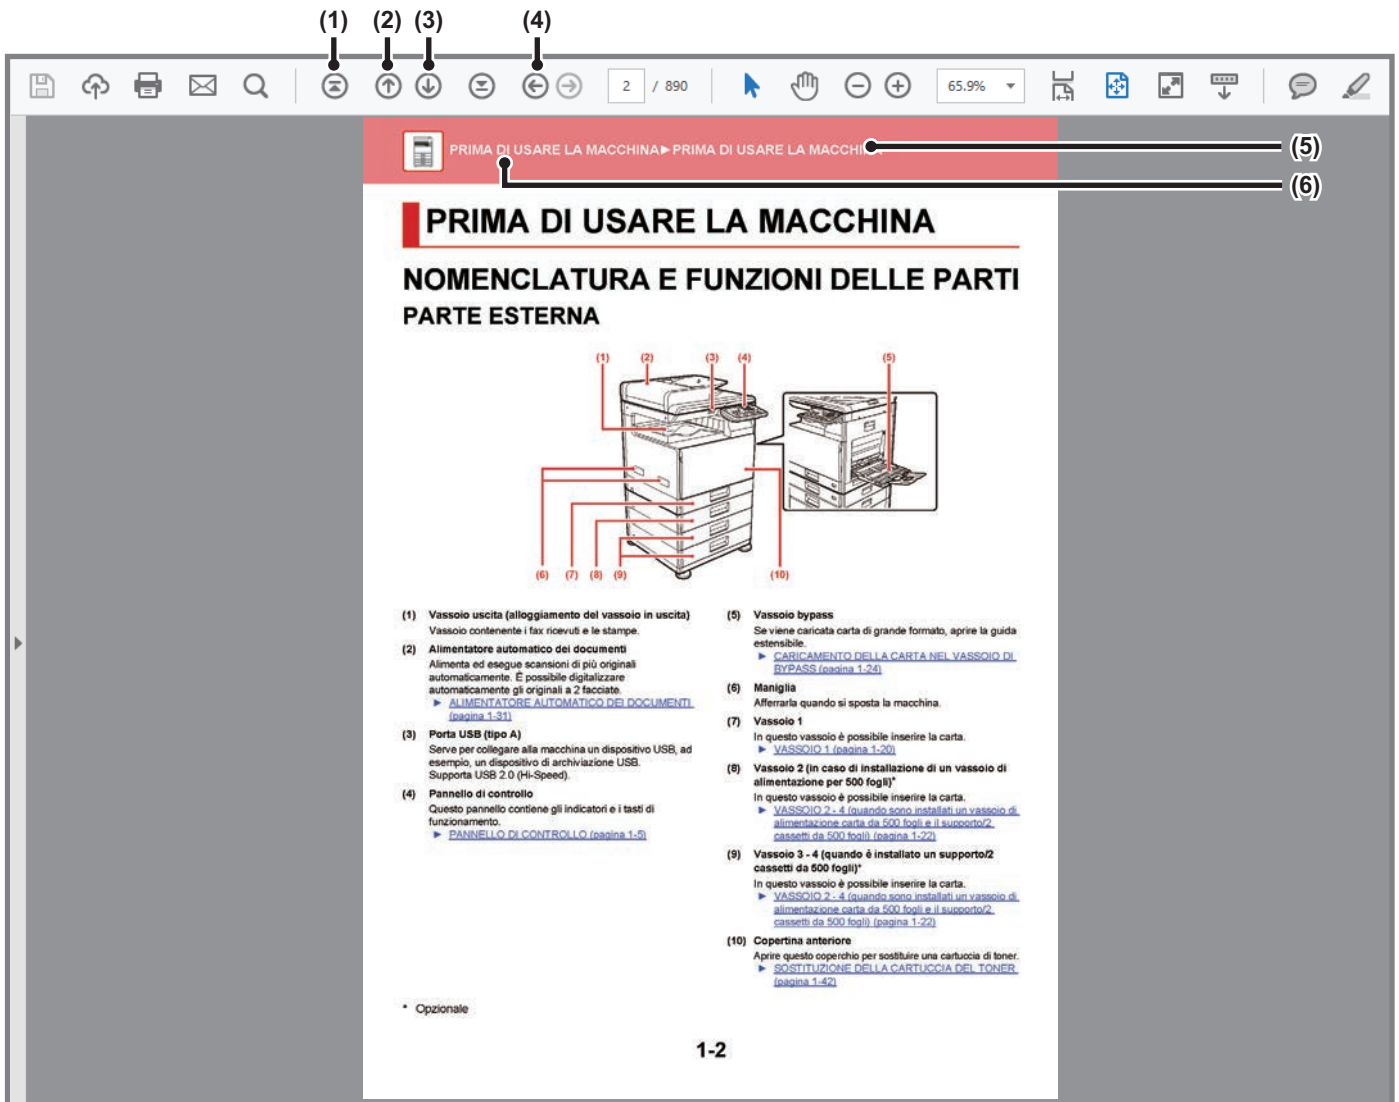 (1) (2) (3) (4)
2 / 890 65.9%
PRIMA DI USARE LA MACCHINA►PRIMA DI USARE LA MACCHINA
(5)
(6)
PRIMA DI USARE LA MACCHINA
NOMENCLATURA E FUNZIONI DELLE PARTI
PARTE ESTERNA
(1) (2) (3) (4) (5)
(6) (7) (8) (9) (10)
(1) Vassoio uscita (alloggiamento del vassoio in uscita)
Vassoio contenente i fax ricevuti e le stampe.
(2) Alimentatore automatico dei documenti
Alimenta ed esegue scansioni di più originali
automaticamente. È possibile digitalizzare
automaticamente gli originali a 2 facciate.
► ALIMENTATORE AUTOMATICO DEI DOCUMENTI
(pagina 1-31)
(3) Porta USB (tipo A)
Serve per collegare alla macchina un dispositivo USB, ad
esempio, un dispositivo di archiviazione USB.
Supporta USB 2.0 (Hi-Speed).
(4) Pannello di controllo
Questo pannello contiene gli indicatori e i tasti di
funzionamento.
► PANNELLO DI CONTROLLO (pagina 1-5)
(5) Vassoio bypass
Se viene caricata carta di grande formato, aprire la guida
estensibile.
► CARICAMENTO DELLA CARTA NEL VASSOIO DI
BYPASS (pagina 1-24)
(6) Maniglia
Afferrarla quando si sposta la macchina.
(7) Vassoio 1
In questo vassoio è possibile inserire la carta.
► VASSOIO 1 (pagina 1-20)
(8) Vassoio 2 (in caso di installazione di un vassoio di
alimentazione per 500 fogli)*
In questo vassoio è possibile inserire la carta.
► VASSOIO 2 - 4 (quando sono installati un vassoio di
alimentazione carta da 500 fogli e il supporto/2
cassetti da 500 fogli) (pagina 1-22)
(9) Vassoio 3 - 4 (quando è installato un supporto/2
cassetti da 500 fogli)*
In questo vassoio è possibile inserire la carta.
► VASSOIO 2 - 4 (quando sono installati un vassoio di
alimentazione carta da 500 fogli e il supporto/2
cassetti da 500 fogli) (pagina 1-22)
(10) Copertina anteriore
Aprire questo coperchio per sostituire una cartuccia di toner.
► SOSTITUZIONE DELLA CARTUCCIA DEL TONER
(pagina 1-42)
* Opzionale
1-2